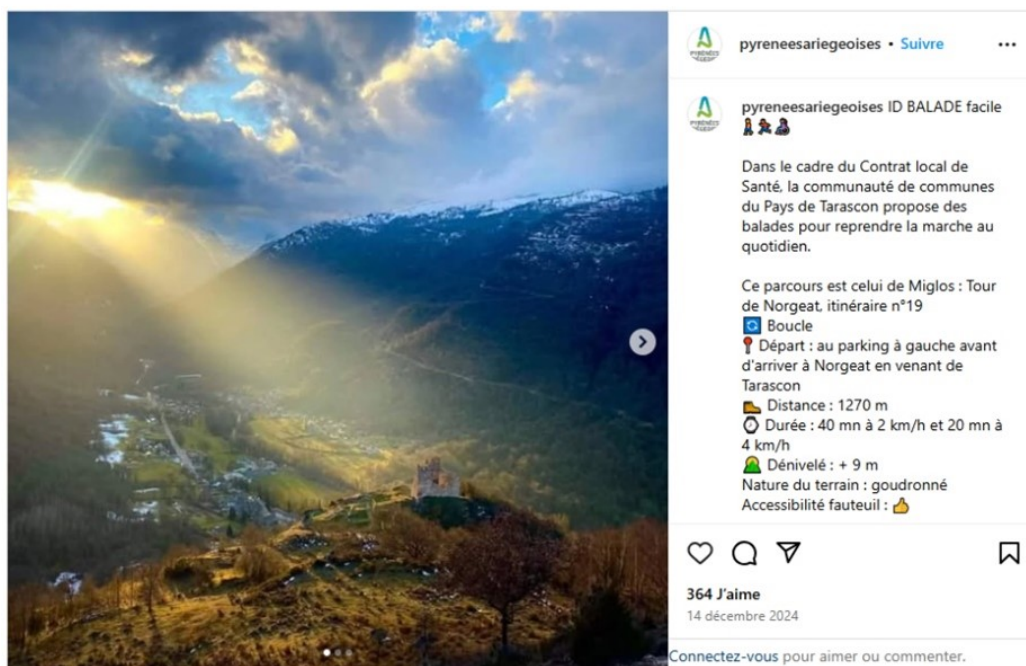 pyreneesariegeoises • Suivre
pyreneesariegeoises ID BALADE facile
Dans le cadre du Contrat local de
Santé, la communauté de communes
du Pays de Tarascon propose des
balades pour reprendre la marche au
quotidien.
Ce parcours est celui de Miglos : Tour
de Norgeat, itinéraire n°19
Boucle
Départ : au parking à gauche avant
d'arriver à Norgeat en venant de
Tarascon
Distance : 1270 m
Durée : 40 mn à 2 km/h et 20 mn à
4 km/h
Dénivelé : + 9 m
Nature du terrain : goudronné
Accessibilité fauteuil : 👍
364 J'aime
14 décembre 2024
Connectez-vous pour aimer ou commenter.